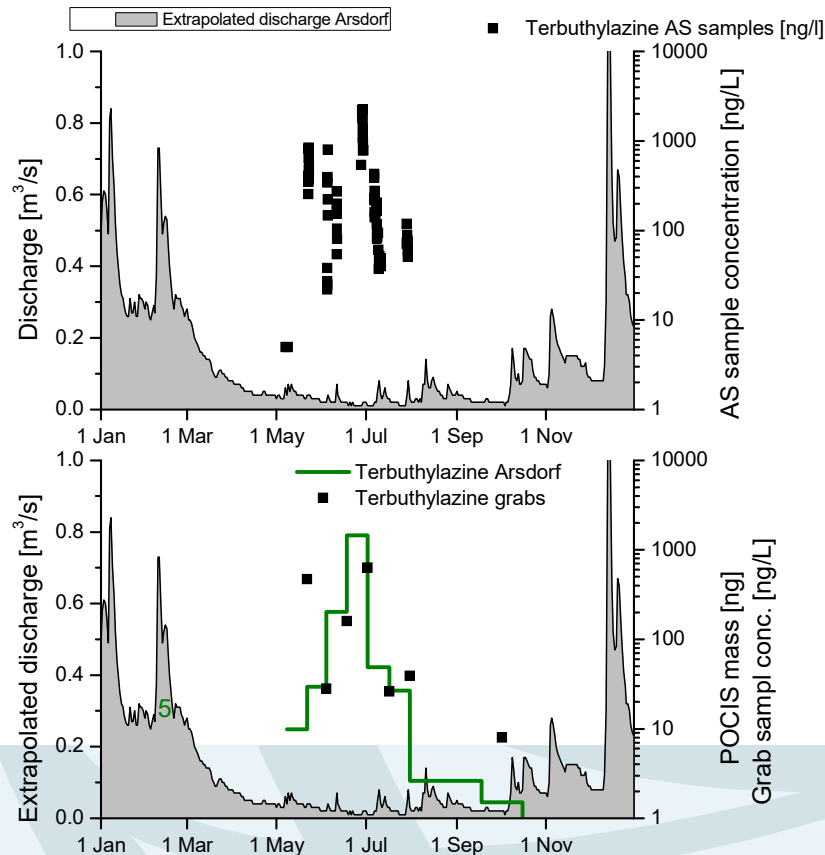 Extrapolated discharge Arsdorf
Terbuthylazine AS samples [ng/l]
1.0
0.8
0.6
0.4
0.2
0.0
Discharge [m³/s]
10000
1000
100
10
1
AS sample concentration [ng/L]
1 Jan 1 Mar 1 May 1 Jul 1 Sep 1 Nov
Terbuthylazine Arsdorf
Terbuthylazine grabs
1.0
0.8
0.6
0.4
0.2
0.0
Extrapolated discharge [m³/s]
5
10000
1000
100
10
1
POCIS mass [ng]
Grab sampl conc. [ng/L]
1 Jan 1 Mar 1 May 1 Jul 1 Sep 1 Nov